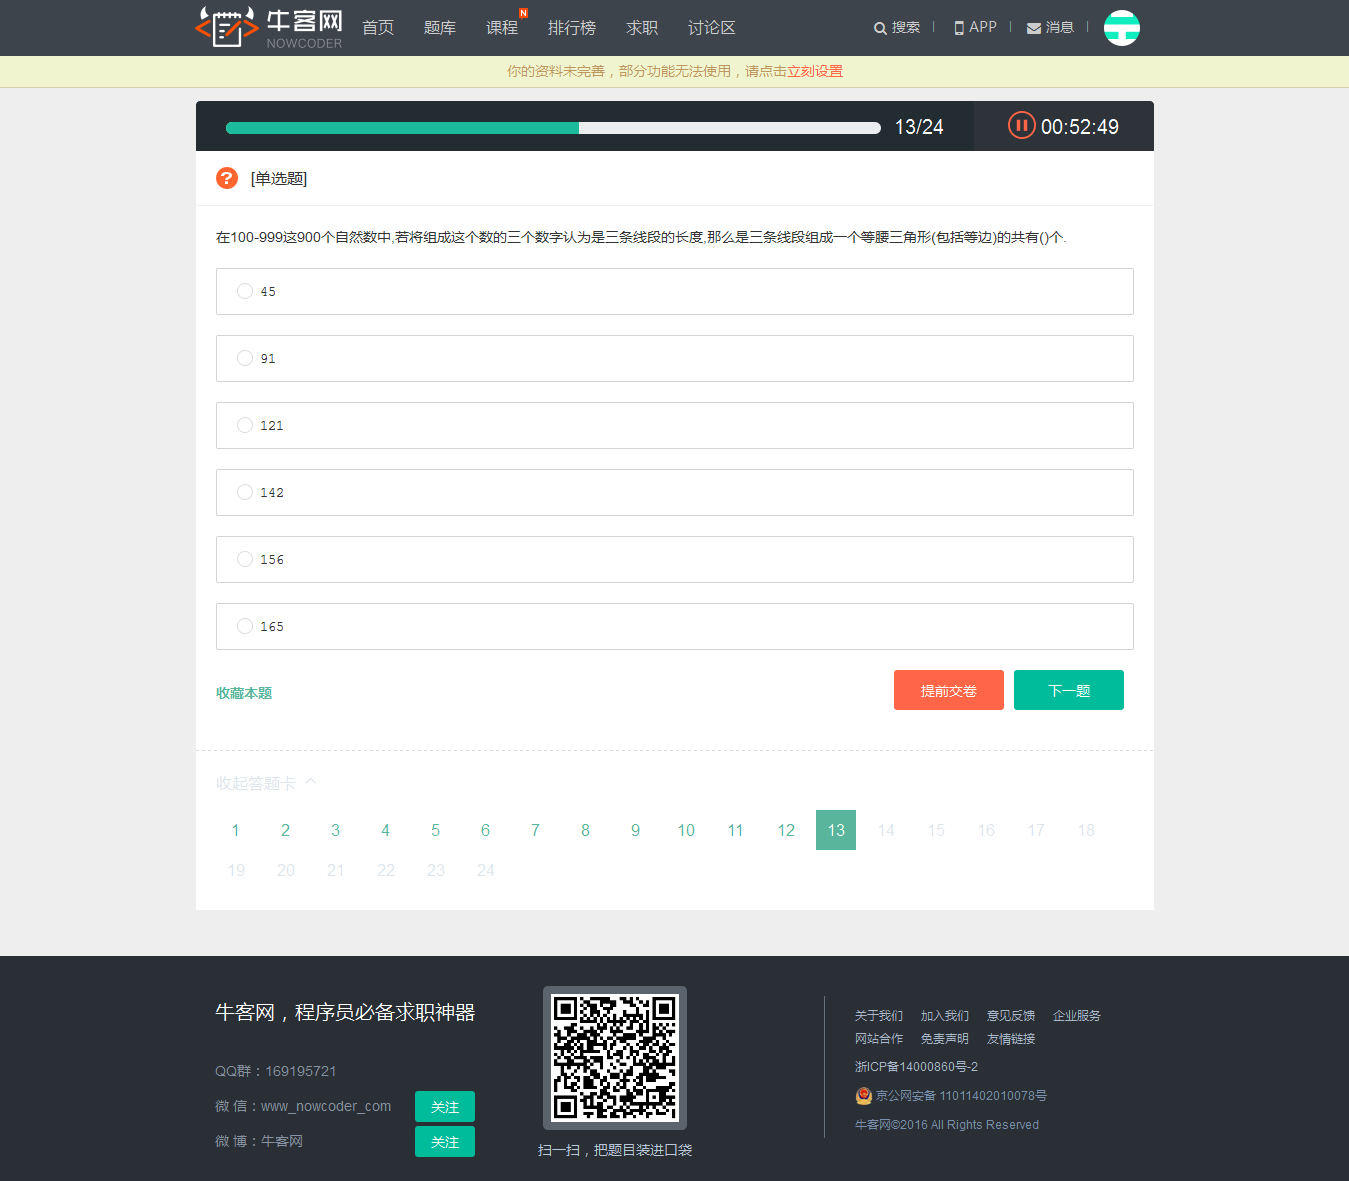 牛客网
NOWCODER
首页 题库 课程 N 排行榜 求职 讨论区 搜索 APP 消息
你的资料未完善，部分功能无法使用，请点击立刻设置
13/24 00:52:49
? [单选题]
在100-999这900个自然数中,若将组成这个数的三个数字认为是三条线段的长度,那么是三条线段组成一个等腰三角形(包括等边)的共有()个.
45
91
121
142
156
165
收藏本题 提前交卷 下一题
收起答题卡
1 2 3 4 5 6 7 8 9 10 11 12 13 14 15 16 17 18
19 20 21 22 23 24
牛客网，程序员必备求职神器
QQ群：169195721
微 信：www_nowcoder_com 关注
微 博：牛客网 关注
扫一扫，把题目装进口袋
关于我们 加入我们 意见反馈 企业服务
网站合作 免责声明 友情链接
浙ICP备14000860号-2
京公网安备 11011402010078号
牛客网©2016 All Rights Reserved